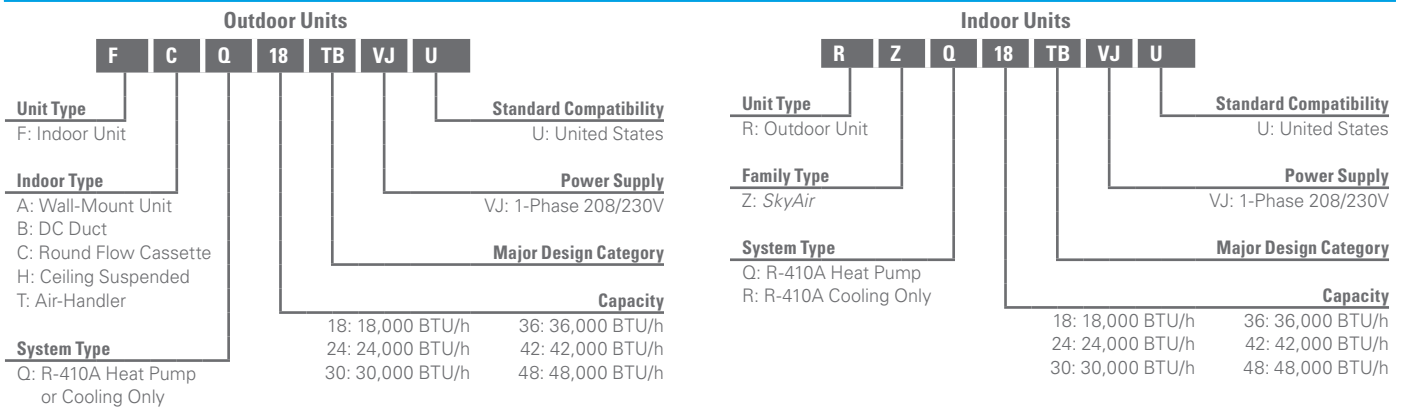 Outdoor Units
F C Q 18 TB VJ U
Unit Type
F: Indoor Unit
Indoor Type
A: Wall-Mount Unit
B: DC Duct
C: Round Flow Cassette
H: Ceiling Suspended
T: Air-Handler
System Type
Q: R-410A Heat Pump
or Cooling Only
Standard Compatibility
U: United States
Power Supply
VJ: 1-Phase 208/230V
Major Design Category
Capacity
18: 18,000 BTU/h 36: 36,000 BTU/h
24: 24,000 BTU/h 42: 42,000 BTU/h
30: 30,000 BTU/h 48: 48,000 BTU/h
Indoor Units
R Z Q 18 TB VJ U
Unit Type
R: Outdoor Unit
Family Type
Z: SkyAir
System Type
Q: R-410A Heat Pump
R: R-410A Cooling Only
Standard Compatibility
U: United States
Power Supply
VJ: 1-Phase 208/230V
Major Design Category
Capacity
18: 18,000 BTU/h 36: 36,000 BTU/h
24: 24,000 BTU/h 42: 42,000 BTU/h
30: 30,000 BTU/h 48: 48,000 BTU/h